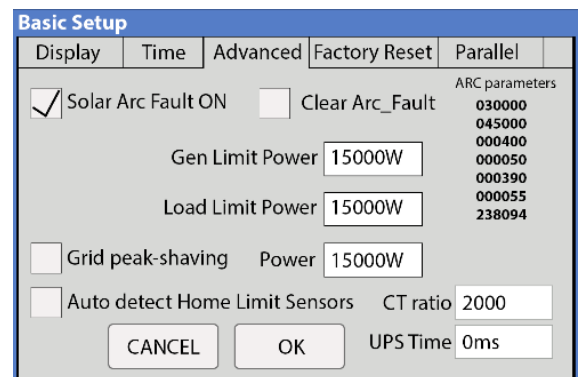 Basic Setup
Display Time Advanced Factory Reset Parallel
ARC parameters
Solar Arc Fault ON Clear Arc_Fault
030000
045000
000400
000050
000390
000055
238094
Gen Limit Power 15000W
Load Limit Power 15000W
Grid peak-shaving Power 15000W
Auto detect Home Limit Sensors CT ratio 2000
CANCEL OK UPS Time 0ms